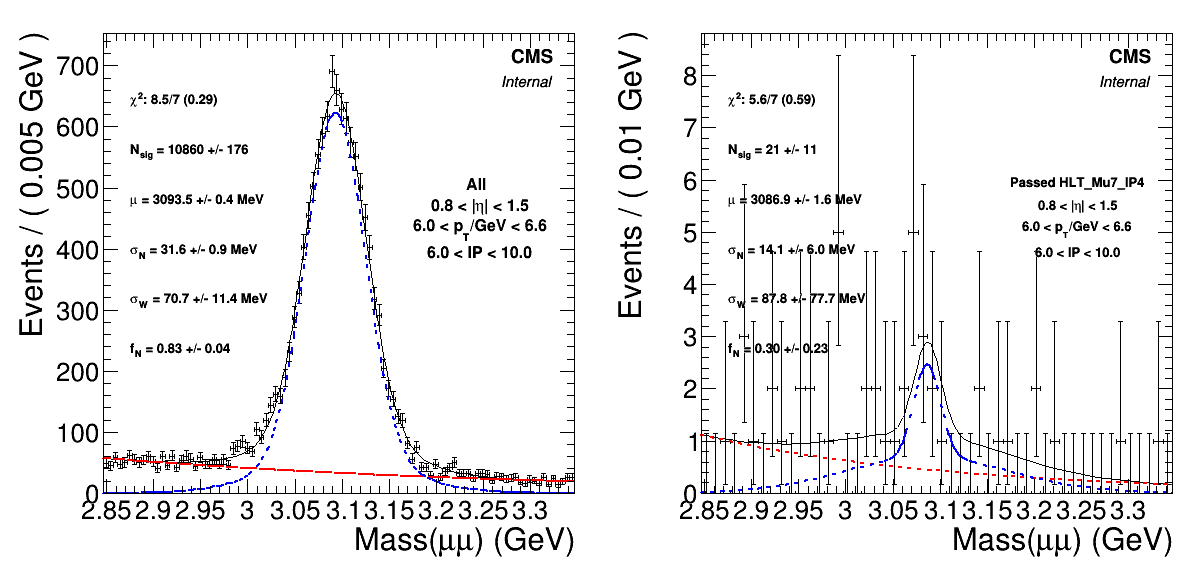 Events / ( 0.005 GeV )
700
600
500
400
300
200
100
0
CMS
Internal
χ²: 8.5/7 (0.29)
N_sig = 10860 +/- 176
μ = 3093.5 +/- 0.4 MeV
σ_N = 31.6 +/- 0.9 MeV
σ_W = 70.7 +/- 11.4 MeV
f_N = 0.83 +/- 0.04
All
0.8 < |η| < 1.5
6.0 < p_T/GeV < 6.6
6.0 < IP < 10.0
2.85 2.9 2.95 3 3.05 3.1 3.15 3.2 3.25 3.3
Mass(μμ) (GeV)
Events / ( 0.01 GeV )
8
7
6
5
4
3
2
1
0
CMS
Internal
χ²: 5.6/7 (0.59)
N_sig = 21 +/- 11
μ = 3086.9 +/- 1.6 MeV
σ_N = 14.1 +/- 6.0 MeV
σ_W = 87.8 +/- 77.7 MeV
f_N = 0.30 +/- 0.23
Passed HLT_Mu7_IP4
0.8 < |η| < 1.5
6.0 < p_T/GeV < 6.6
6.0 < IP < 10.0
2.85 2.9 2.95 3 3.05 3.1 3.15 3.2 3.25 3.3
Mass(μμ) (GeV)